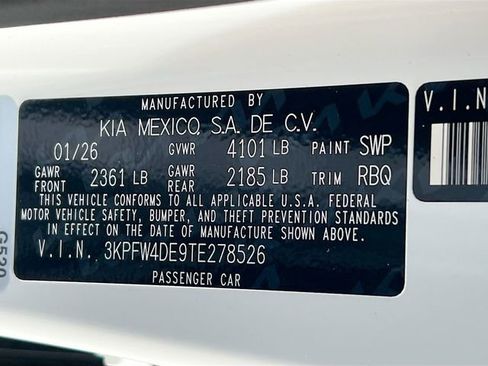 MANUFACTURED BY
KIA MEXICO, S.A. DE C.V.
01/26 GVWR 4101 LB PAINT SWP
GAWR FRONT 2361 LB GAWR REAR 2185 LB TRIM RBQ
THIS VEHICLE CONFORMS TO ALL APPLICABLE U.S.A. FEDERAL
MOTOR VEHICLE SAFETY, BUMPER, AND THEFT PREVENTION STANDARDS
IN EFFECT ON THE DATE OF MANUFACTURE SHOWN ABOVE.
V.I.N. 3KPFW4DE9TE278526
PASSENGER CAR
V.I.N.
G520